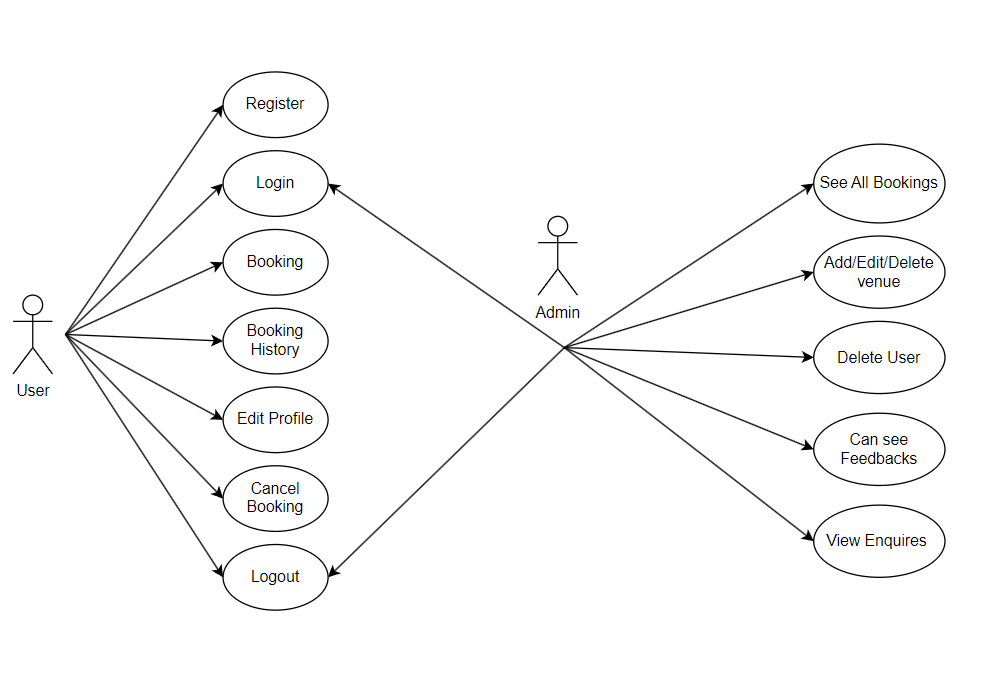 Register
Login
Booking
Booking
History
Edit Profile
Cancel
Booking
Logout
User
Admin
See All Bookings
Add/Edit/Delete
venue
Delete User
Can see
Feedbacks
View Enquires